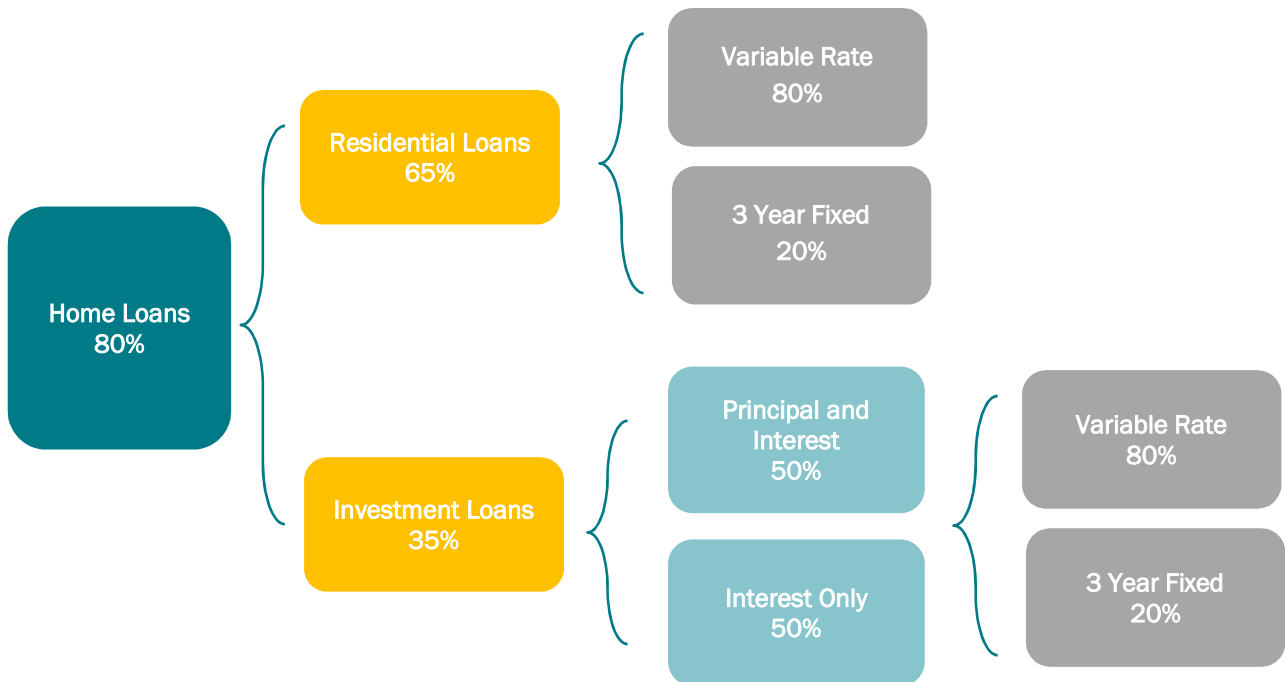 Home Loans
80%
Residential Loans
65%
Variable Rate
80%
3 Year Fixed
20%
Investment Loans
35%
Principal and
Interest
50%
Interest Only
50%
Variable Rate
80%
3 Year Fixed
20%